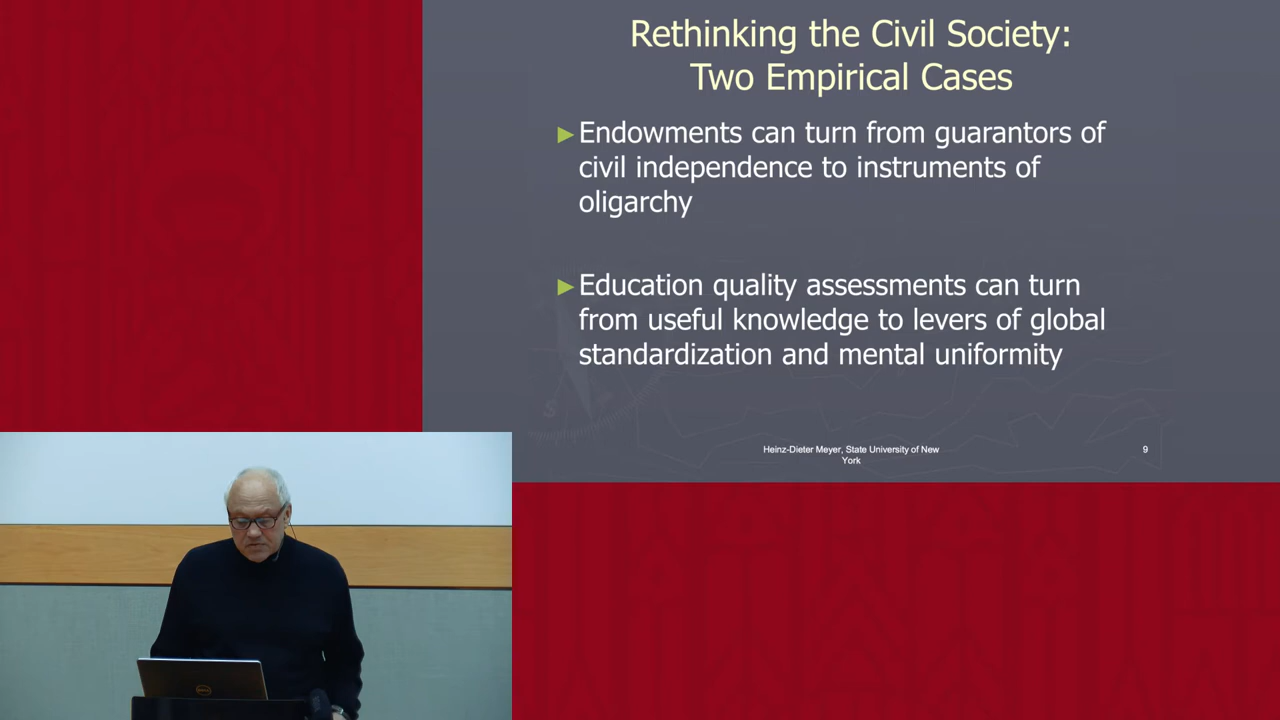 Rethinking the Civil Society:
Two Empirical Cases
►Endowments can turn from guarantors of
civil independence to instruments of
oligarchy
►Education quality assessments can turn
from useful knowledge to levers of global
standardization and mental uniformity
Heinz-Dieter Meyer, State University of New
York
9
DELL